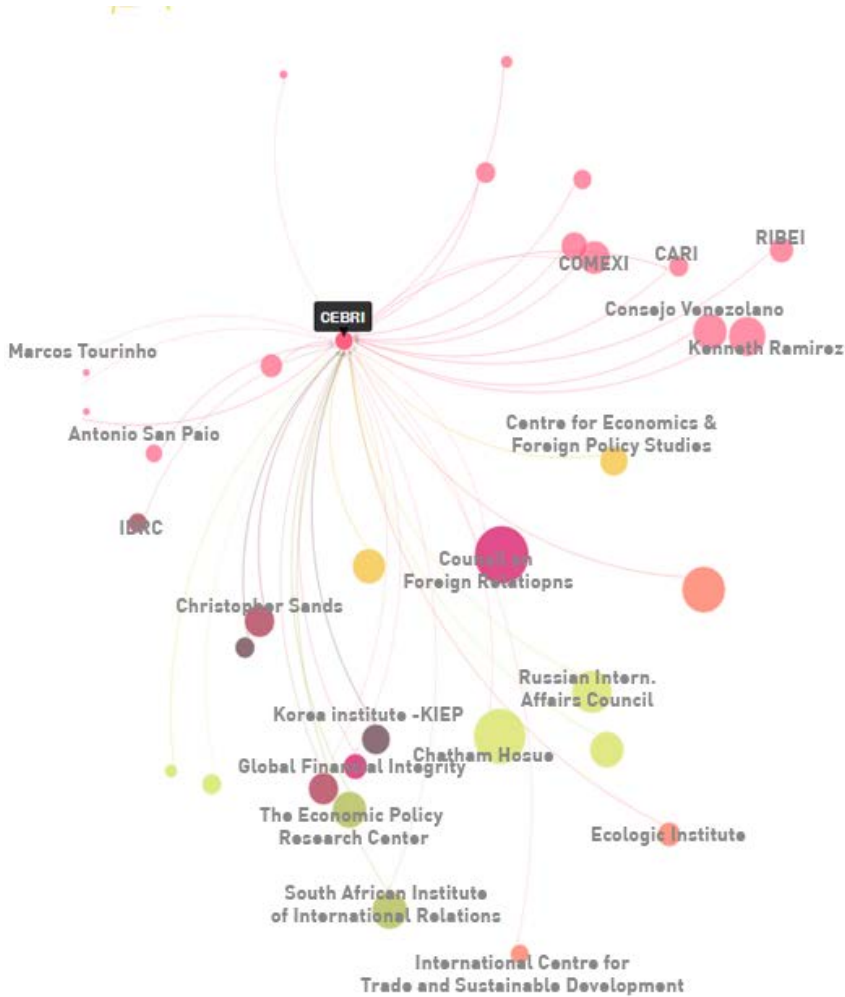 RIBEI
CARI
COMEXI
CEBRI
Consejo Venezolano
Kenneth Ramirez
Marcos Tourinho
Antonio San Paio
Centre for Economics &
Foreign Policy Studies
IDRC
Council on
Foreign Relatiopns
Christopher Sands
Russian Intern.
Affairs Council
Korea institute -KIEP
Chatham Hosue
Global Financial Integrity
The Economic Policy
Research Center
Ecologic Institute
South African Institute
of International Relations
International Centre for
Trade and Sustainable Development